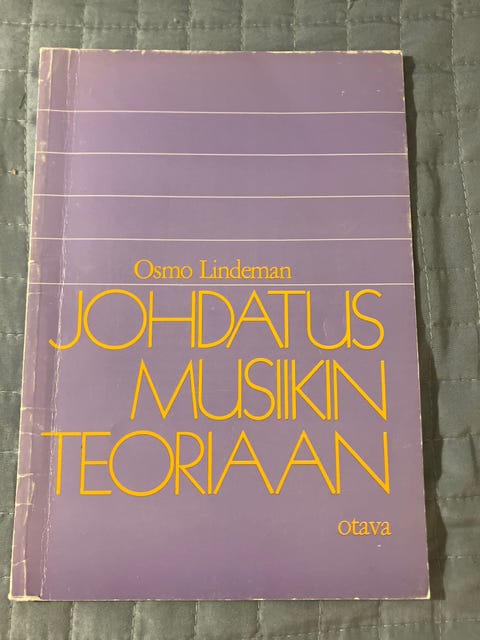 Osmo Lindeman
JOHDATUS
MUSIIKIN
TEORIAAN
otava